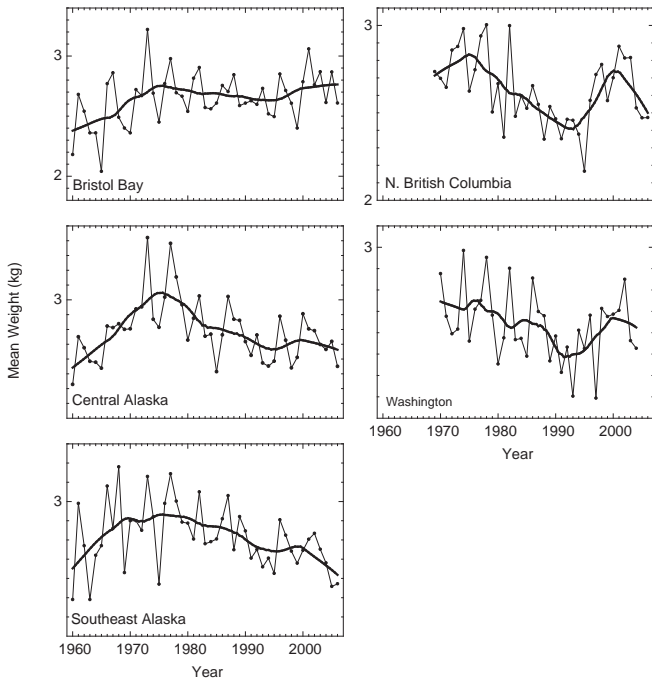 3
2
Bristol Bay
3
2
N. British Columbia
Mean Weight (kg)
3
Central Alaska
3
Washington
1960 1970 1980 1990 2000
Year
3
Southeast Alaska
1960 1970 1980 1990 2000
Year